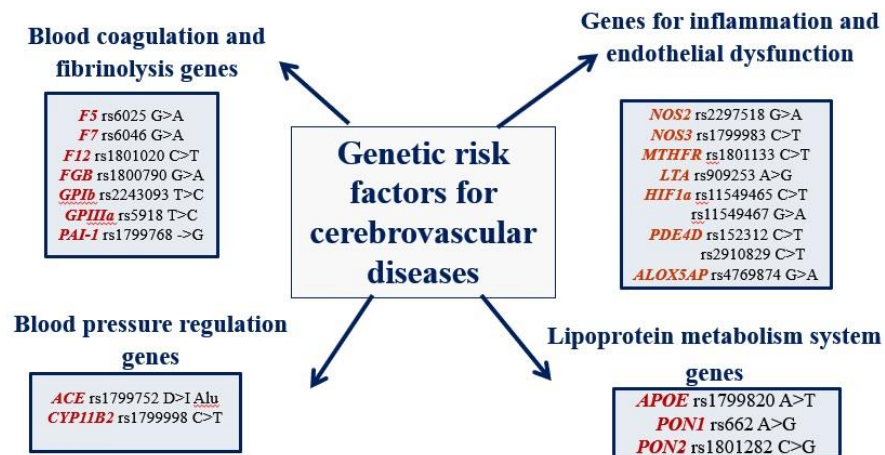 Blood coagulation and
fibrinolysis genes
F5 rs6025 G>A
F7 rs6046 G>A
F12 rs1801020 C>T
FGB rs1800790 G>A
GPIb rs2243093 T>C
GPIIIa rs5918 T>C
PAI-1 rs1799768 ->G
Genes for inflammation and
endothelial dysfunction
NOS2 rs2297518 G>A
NOS3 rs1799983 C>T
MTHFR rs1801133 C>T
LTA rs909253 A>G
HIF1a rs11549465 C>T
rs11549467 G>A
PDE4D rs152312 C>T
rs2910829 C>T
ALOX5AP rs4769874 G>A
Genetic risk
factors for
cerebrovascular
diseases
Blood pressure regulation
genes
ACE rs1799752 D>I Alu
CYP11B2 rs1799998 C>T
Lipoprotein metabolism system
genes
APOE rs1799820 A>T
PON1 rs662 A>G
PON2 rs1801282 C>G